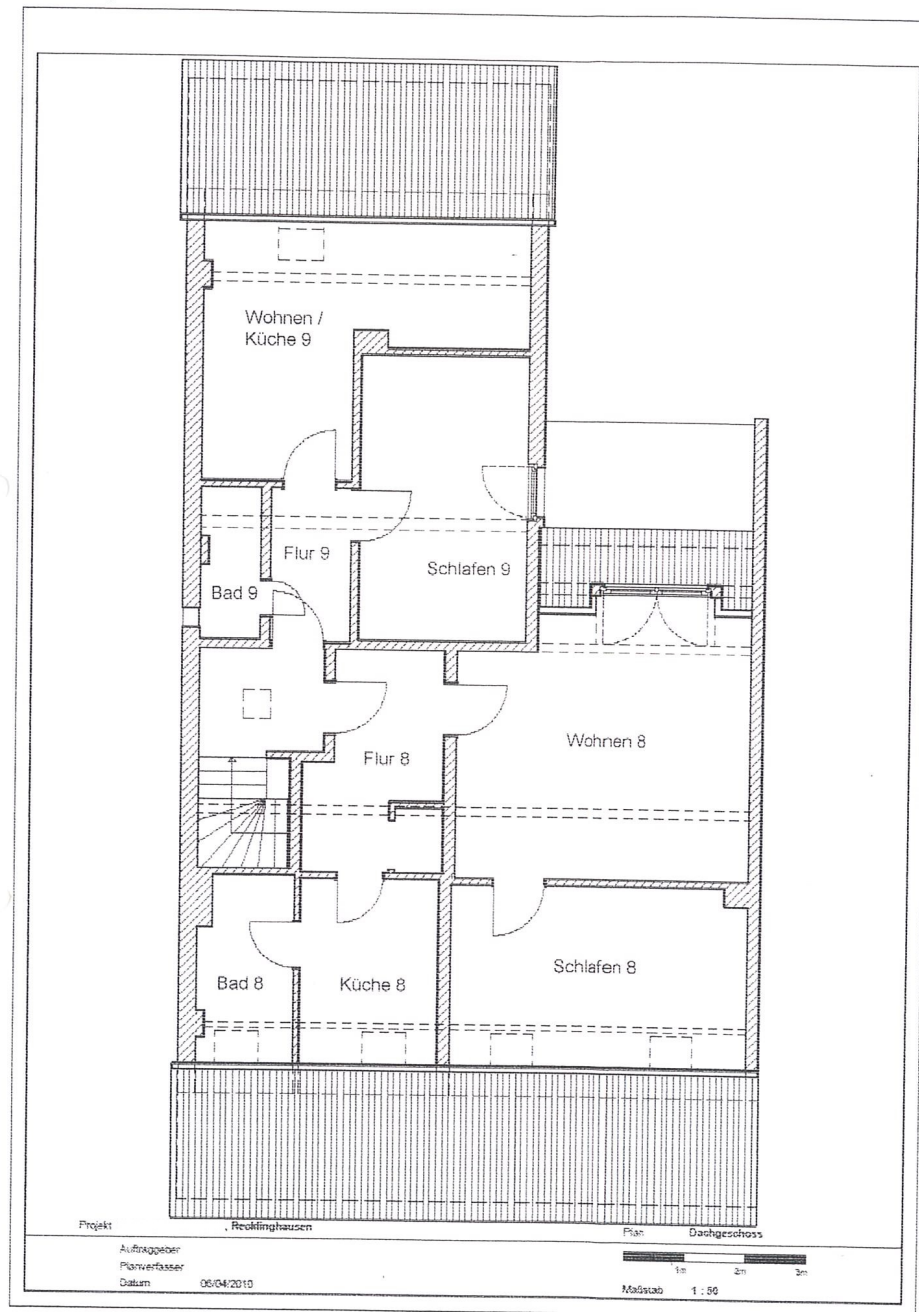 Wohnen /
Küche 9
Flur 9
Schlafen 9
Bad 9
Wohnen 8
Flur 8
Schlafen 8
Bad 8
Küche 8
Projekt , Recklinghausen
Plan Dachgeschoss
Auftraggeber
Planverfasser
Datum 06/04/2010
1m 2m 3m
Maßstab 1 : 50